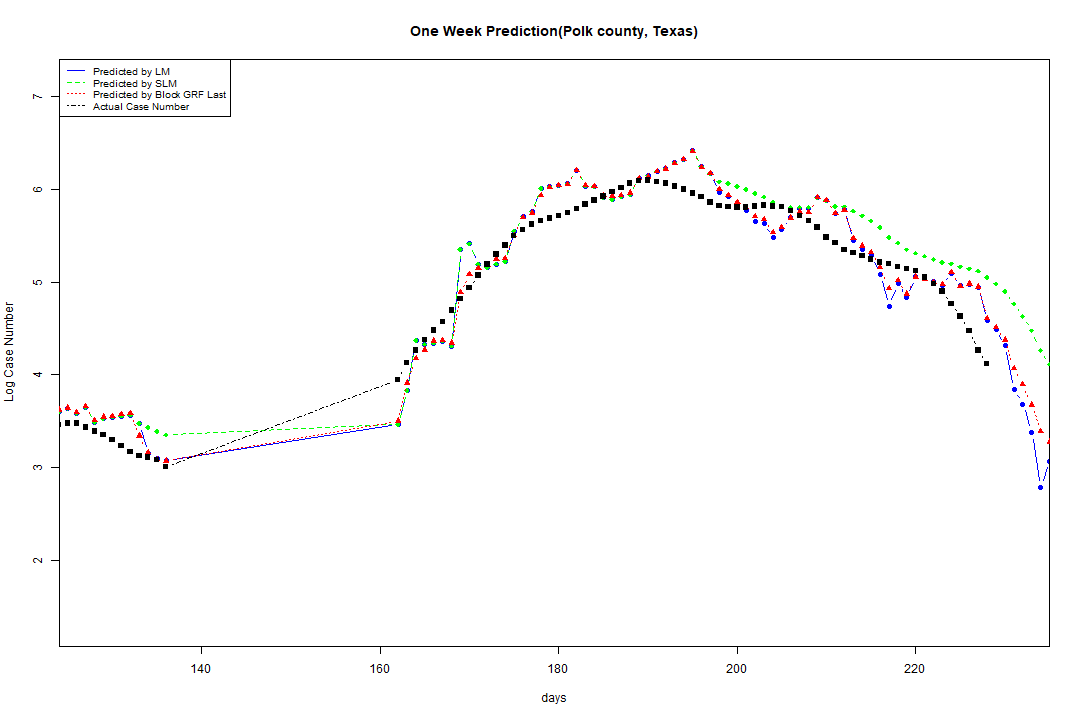 One Week Prediction(Polk county, Texas)
Predicted by LM
Predicted by SLM
Predicted by Block GRF Last
Actual Case Number
7
6
5
4
3
2
Log Case Number
140 160 180 200 220
days